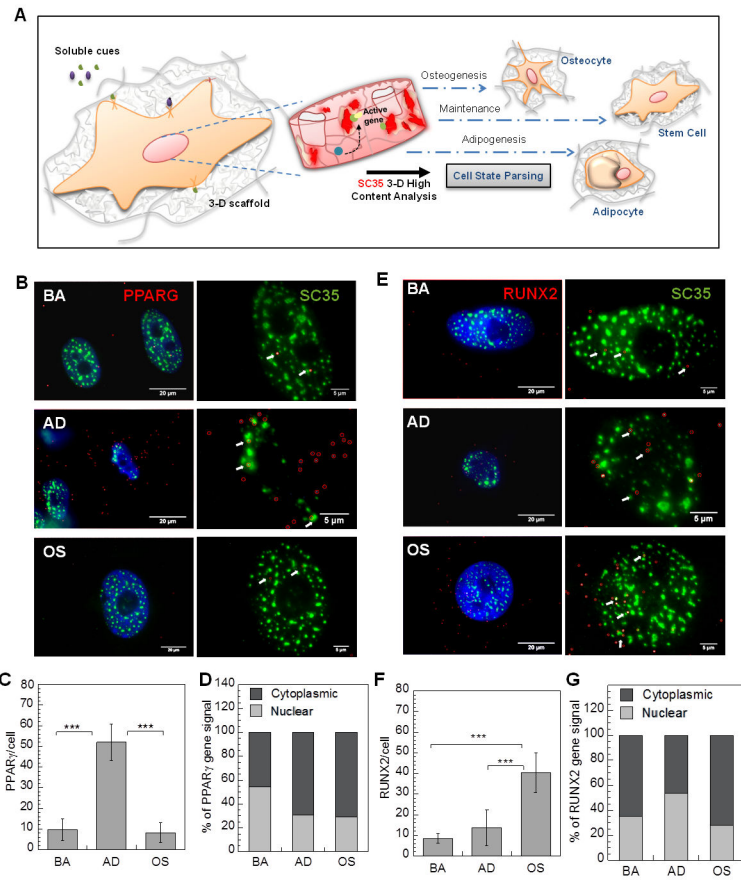 A
Soluble cues
3-D scaffold
Active
gene
SC35 3-D High
Content Analysis
Osteogenesis
Maintenance
Adipogenesis
Cell State Parsing
Osteocyte
Stem Cell
Adipocyte
B
BA
PPARG
SC35
20 µm
5 µm
AD
20 µm
5 µm
OS
20 µm
5 µm
E
BA
RUNX2
SC35
20 µm
5 µm
AD
20 µm
5 µm
OS
20 µm
5 µm
C
PPARγ/cell
80
70
60
50
40
30
20
10
0
***
***
BA AD OS
D
% of PPARγ gene signal
140
120
100
80
60
40
20
0
Cytoplasmic
Nuclear
BA AD OS
F
RUNX2/cell
80
70
60
50
40
30
20
10
0
***
***
BA AD OS
G
% of RUNX2 gene signal
120
100
80
60
40
20
0
Cytoplasmic
Nuclear
BA AD OS